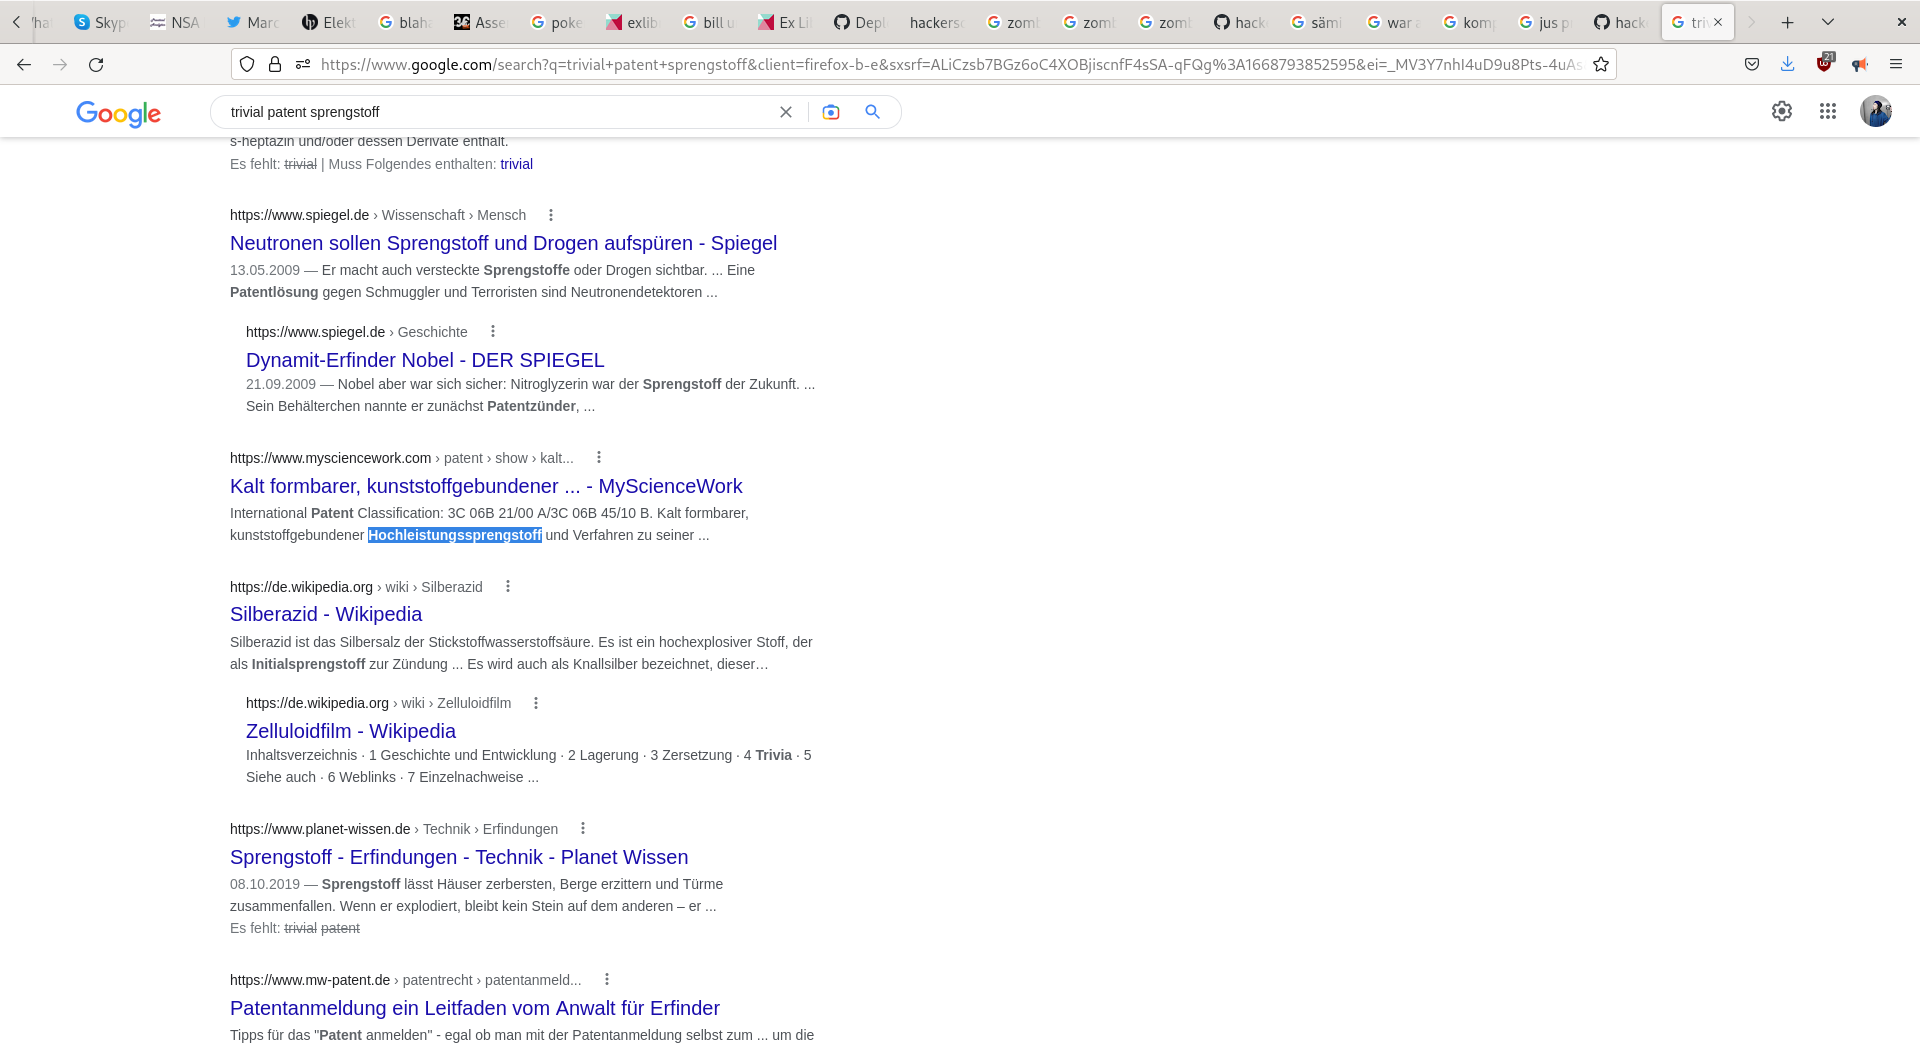 Skyp
NSA
Marc
Elekt
blah
Asse
poke
exlib
bill u
Ex Li
Depl
hackers
zom
zom
zom
hack
sämi
war a
kom
jus p
hack
triv
https://www.google.com/search?q=trivial+patent+sprengstoff&client=firefox-b-e&sxsrf=ALiCzsb7BGz6oC4XOBjiscnfF4sSA-qFQg%3A1668793852595&ei=_MV3Y7nhI4uD9u8Pts-4uAs
21
Google
trivial patent sprengstoff
s-heptazin und/oder dessen Derivate enthält.
Es fehlt: trivial | Muss Folgendes enthalten: trivial
https://www.spiegel.de › Wissenschaft › Mensch
Neutronen sollen Sprengstoff und Drogen aufspüren - Spiegel
13.05.2009 — Er macht auch versteckte Sprengstoffe oder Drogen sichtbar. ... Eine
Patentlösung gegen Schmuggler und Terroristen sind Neutronendetektoren ...
https://www.spiegel.de › Geschichte
Dynamit-Erfinder Nobel - DER SPIEGEL
21.09.2009 — Nobel aber war sich sicher: Nitroglyzerin war der Sprengstoff der Zukunft. ...
Sein Behälterchen nannte er zunächst Patentzünder, ...
https://www.mysciencework.com › patent › show › kalt...
Kalt formbarer, kunststoffgebundener ... - MyScienceWork
International Patent Classification: 3C 06B 21/00 A/3C 06B 45/10 B. Kalt formbarer,
kunststoffgebundener Hochleistungssprengstoff und Verfahren zu seiner ...
https://de.wikipedia.org › wiki › Silberazid
Silberazid - Wikipedia
Silberazid ist das Silbersalz der Stickstoffwasserstoffsäure. Es ist ein hochexplosiver Stoff, der
als Initialsprengstoff zur Zündung ... Es wird auch als Knallsilber bezeichnet, dieser…
https://de.wikipedia.org › wiki › Zelluloidfilm
Zelluloidfilm - Wikipedia
Inhaltsverzeichnis · 1 Geschichte und Entwicklung · 2 Lagerung · 3 Zersetzung · 4 Trivia · 5
Siehe auch · 6 Weblinks · 7 Einzelnachweise ...
https://www.planet-wissen.de › Technik › Erfindungen
Sprengstoff - Erfindungen - Technik - Planet Wissen
08.10.2019 — Sprengstoff lässt Häuser zerbersten, Berge erzittern und Türme
zusammenfallen. Wenn er explodiert, bleibt kein Stein auf dem anderen – er ...
Es fehlt: trivial patent
https://www.mw-patent.de › patentrecht › patentanmeld...
Patentanmeldung ein Leitfaden vom Anwalt für Erfinder
Tipps für das "Patent anmelden" - egal ob man mit der Patentanmeldung selbst zum ... um die